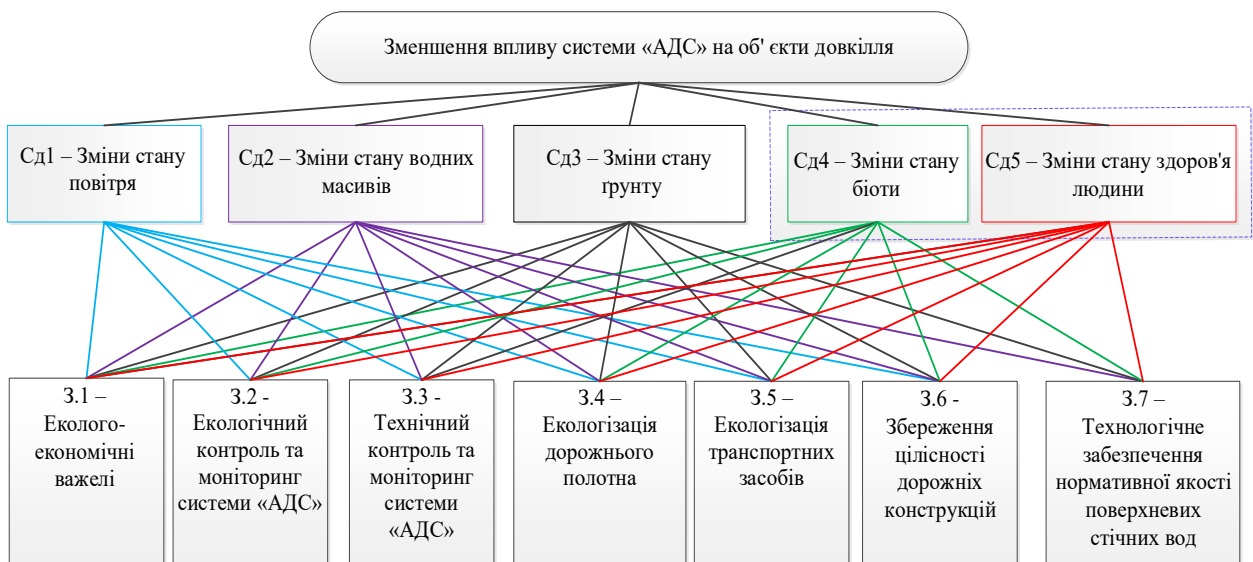 Зменшення впливу системи «АДС» на об' єкти довкілля
Сд1 – Зміни стану
повітря
Сд2 – Зміни стану водних
масивів
Сд3 – Зміни стану
ґрунту
Сд4 – Зміни стану
біоти
Сд5 – Зміни стану здоров'я
людини
З.1 –
Еколого-
економічні
важелі
З.2 -
Екологічний
контроль та
моніторинг
системи «АДС»
З.3 -
Технічний
контроль та
моніторинг
системи
«АДС»
З.4 –
Екологізація
дорожнього
полотна
З.5 –
Екологізація
транспортних
засобів
З.6 -
Збереження
цілісності
дорожніх
конструкцій
З.7 –
Технологічне
забезпечення
нормативної якості
поверхневих
стічних вод